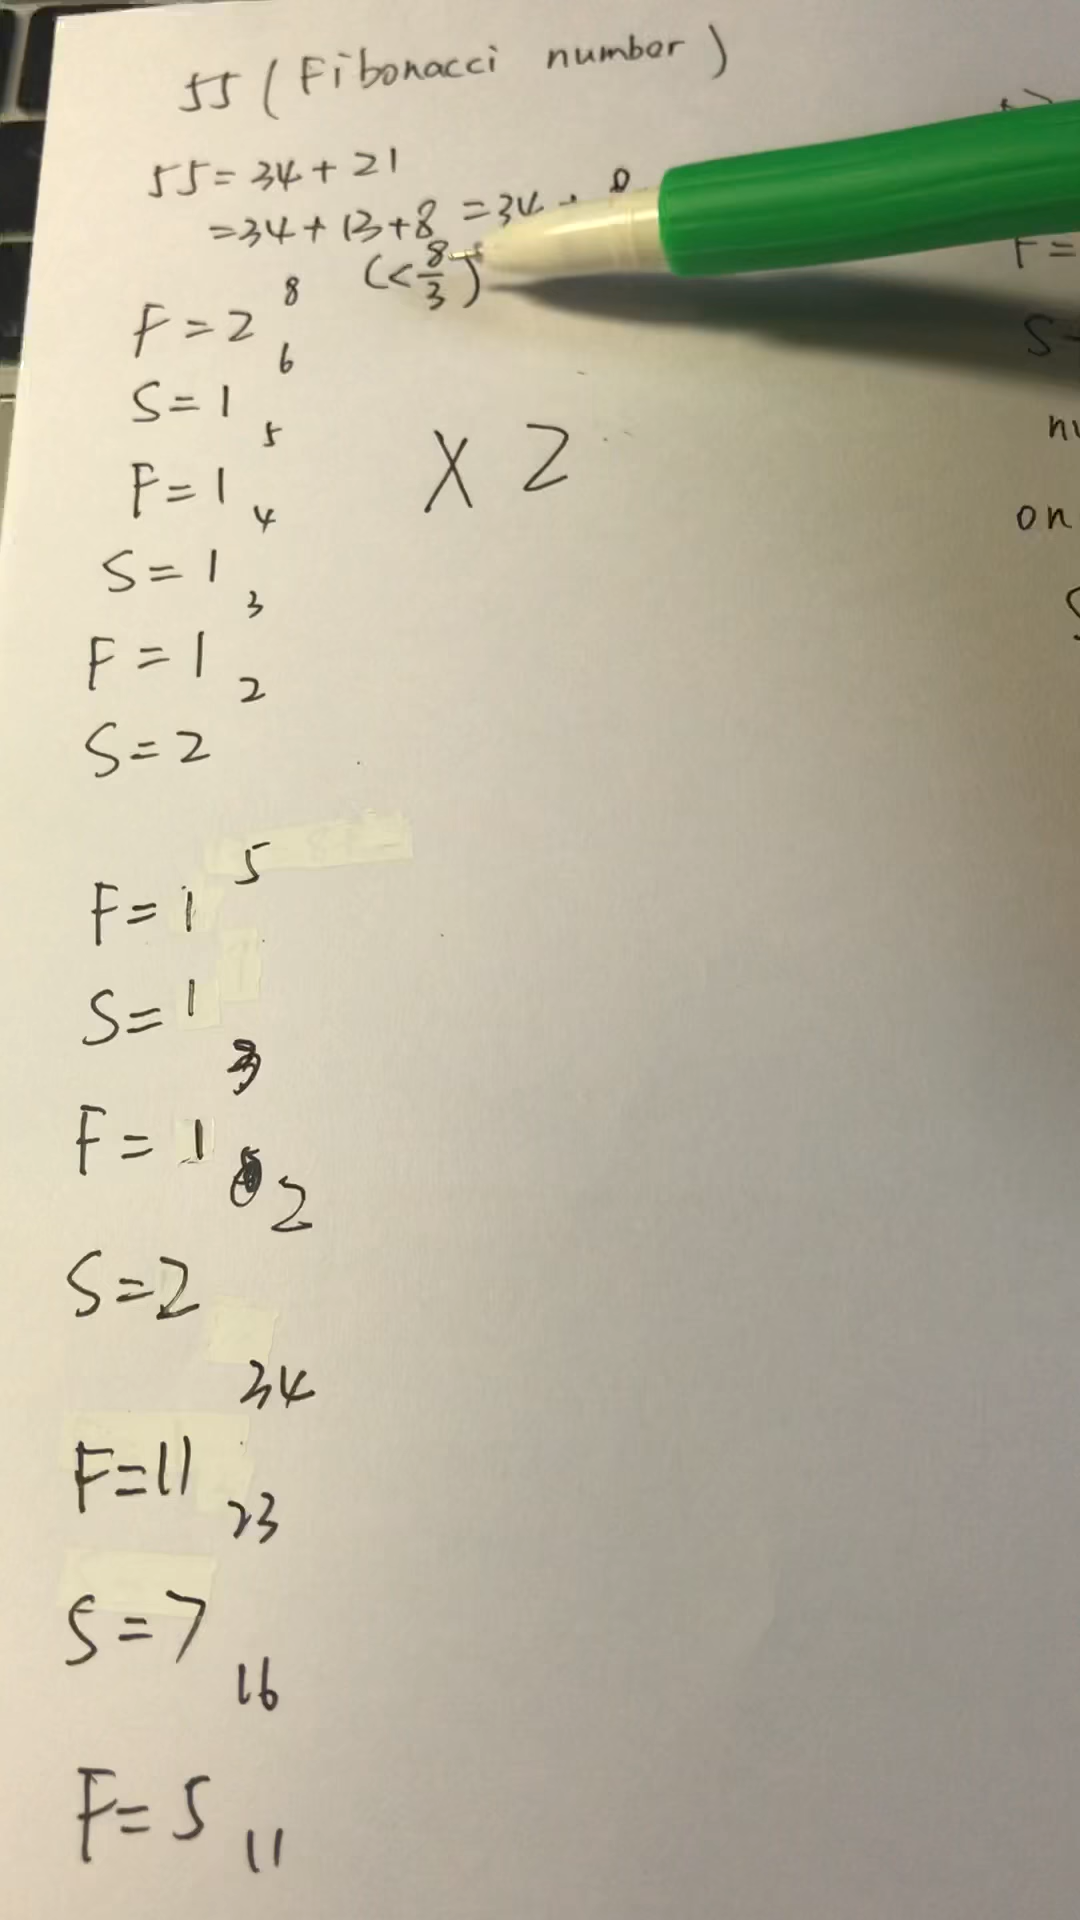 55 ( Fibonacci number )
55 = 34 + 21
= 34 + 13 + 8 = 34
( < 8/3 )
8
F = 2
6
S = 1
5
F = 1
4
S = 1
3
F = 1
2
S = 2
X 2
5
F = 1
S = 1
3
F = 1
2
S = 2
34
F = 11
23
S = 7
16
F = 5
11
F =
S
on